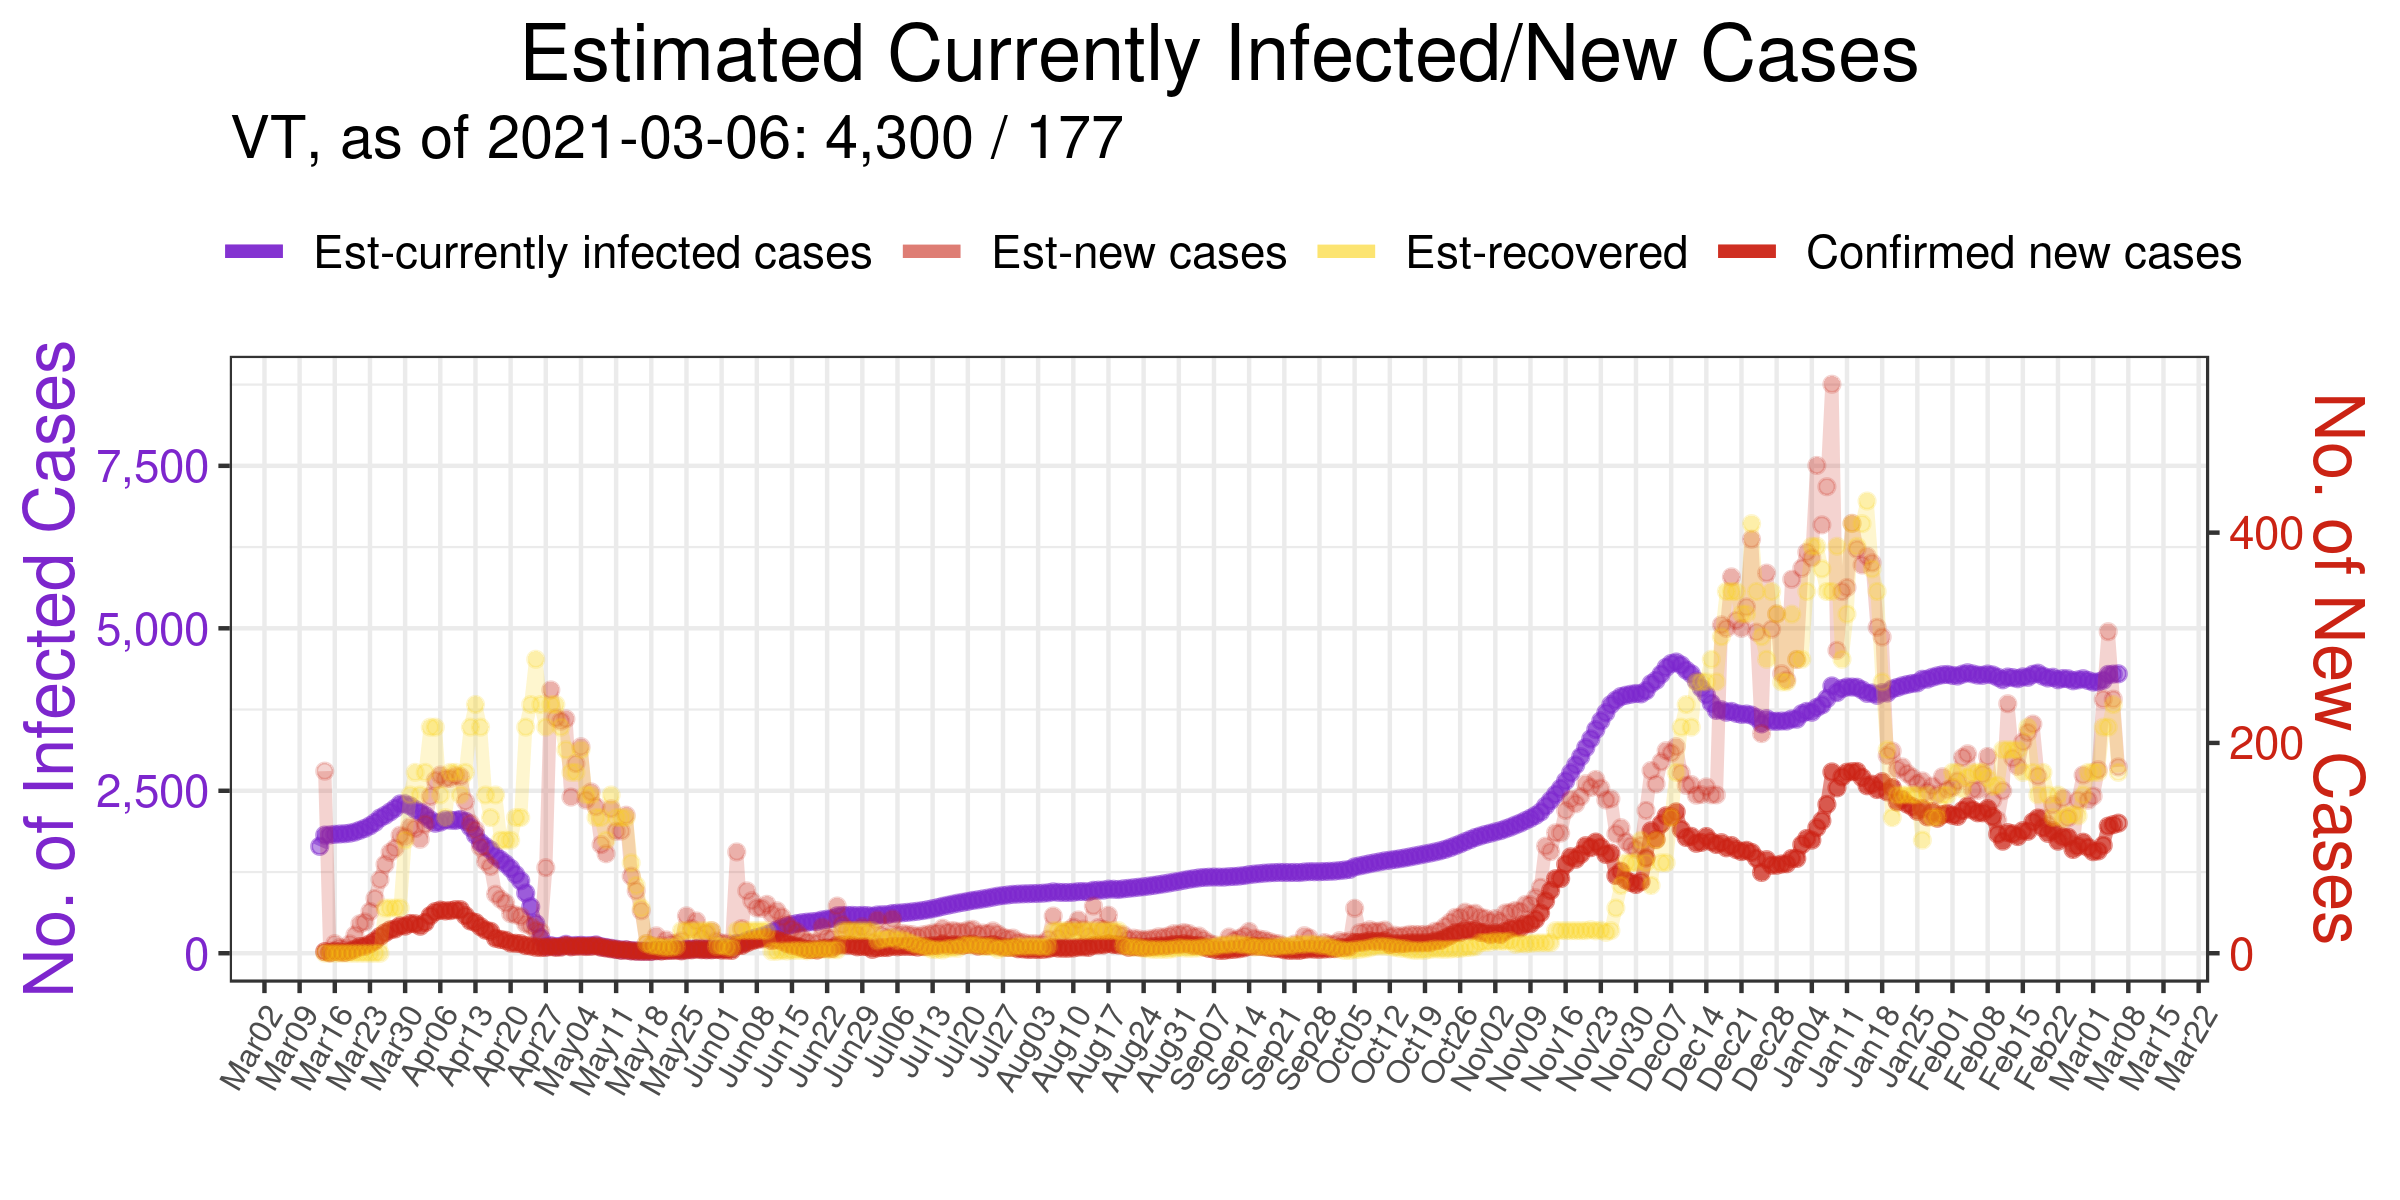 Estimated Currently Infected/New Cases
VT, as of 2021-03-06: 4,300 / 177
Est-currently infected cases
Est-new cases
Est-recovered
Confirmed new cases
No. of Infected Cases
7,500
5,000
2,500
0
No. of New Cases
400
200
0
Mar02
Mar09
Mar16
Mar23
Mar30
Apr06
Apr13
Apr20
Apr27
May04
May11
May18
May25
Jun01
Jun08
Jun15
Jun22
Jun29
Jul06
Jul13
Jul20
Jul27
Aug03
Aug10
Aug17
Aug24
Aug31
Sep07
Sep14
Sep21
Sep28
Oct05
Oct12
Oct19
Oct26
Nov02
Nov09
Nov16
Nov23
Nov30
Dec07
Dec14
Dec21
Dec28
Jan04
Jan11
Jan18
Jan25
Feb01
Feb08
Feb15
Feb22
Mar01
Mar08
Mar15
Mar22